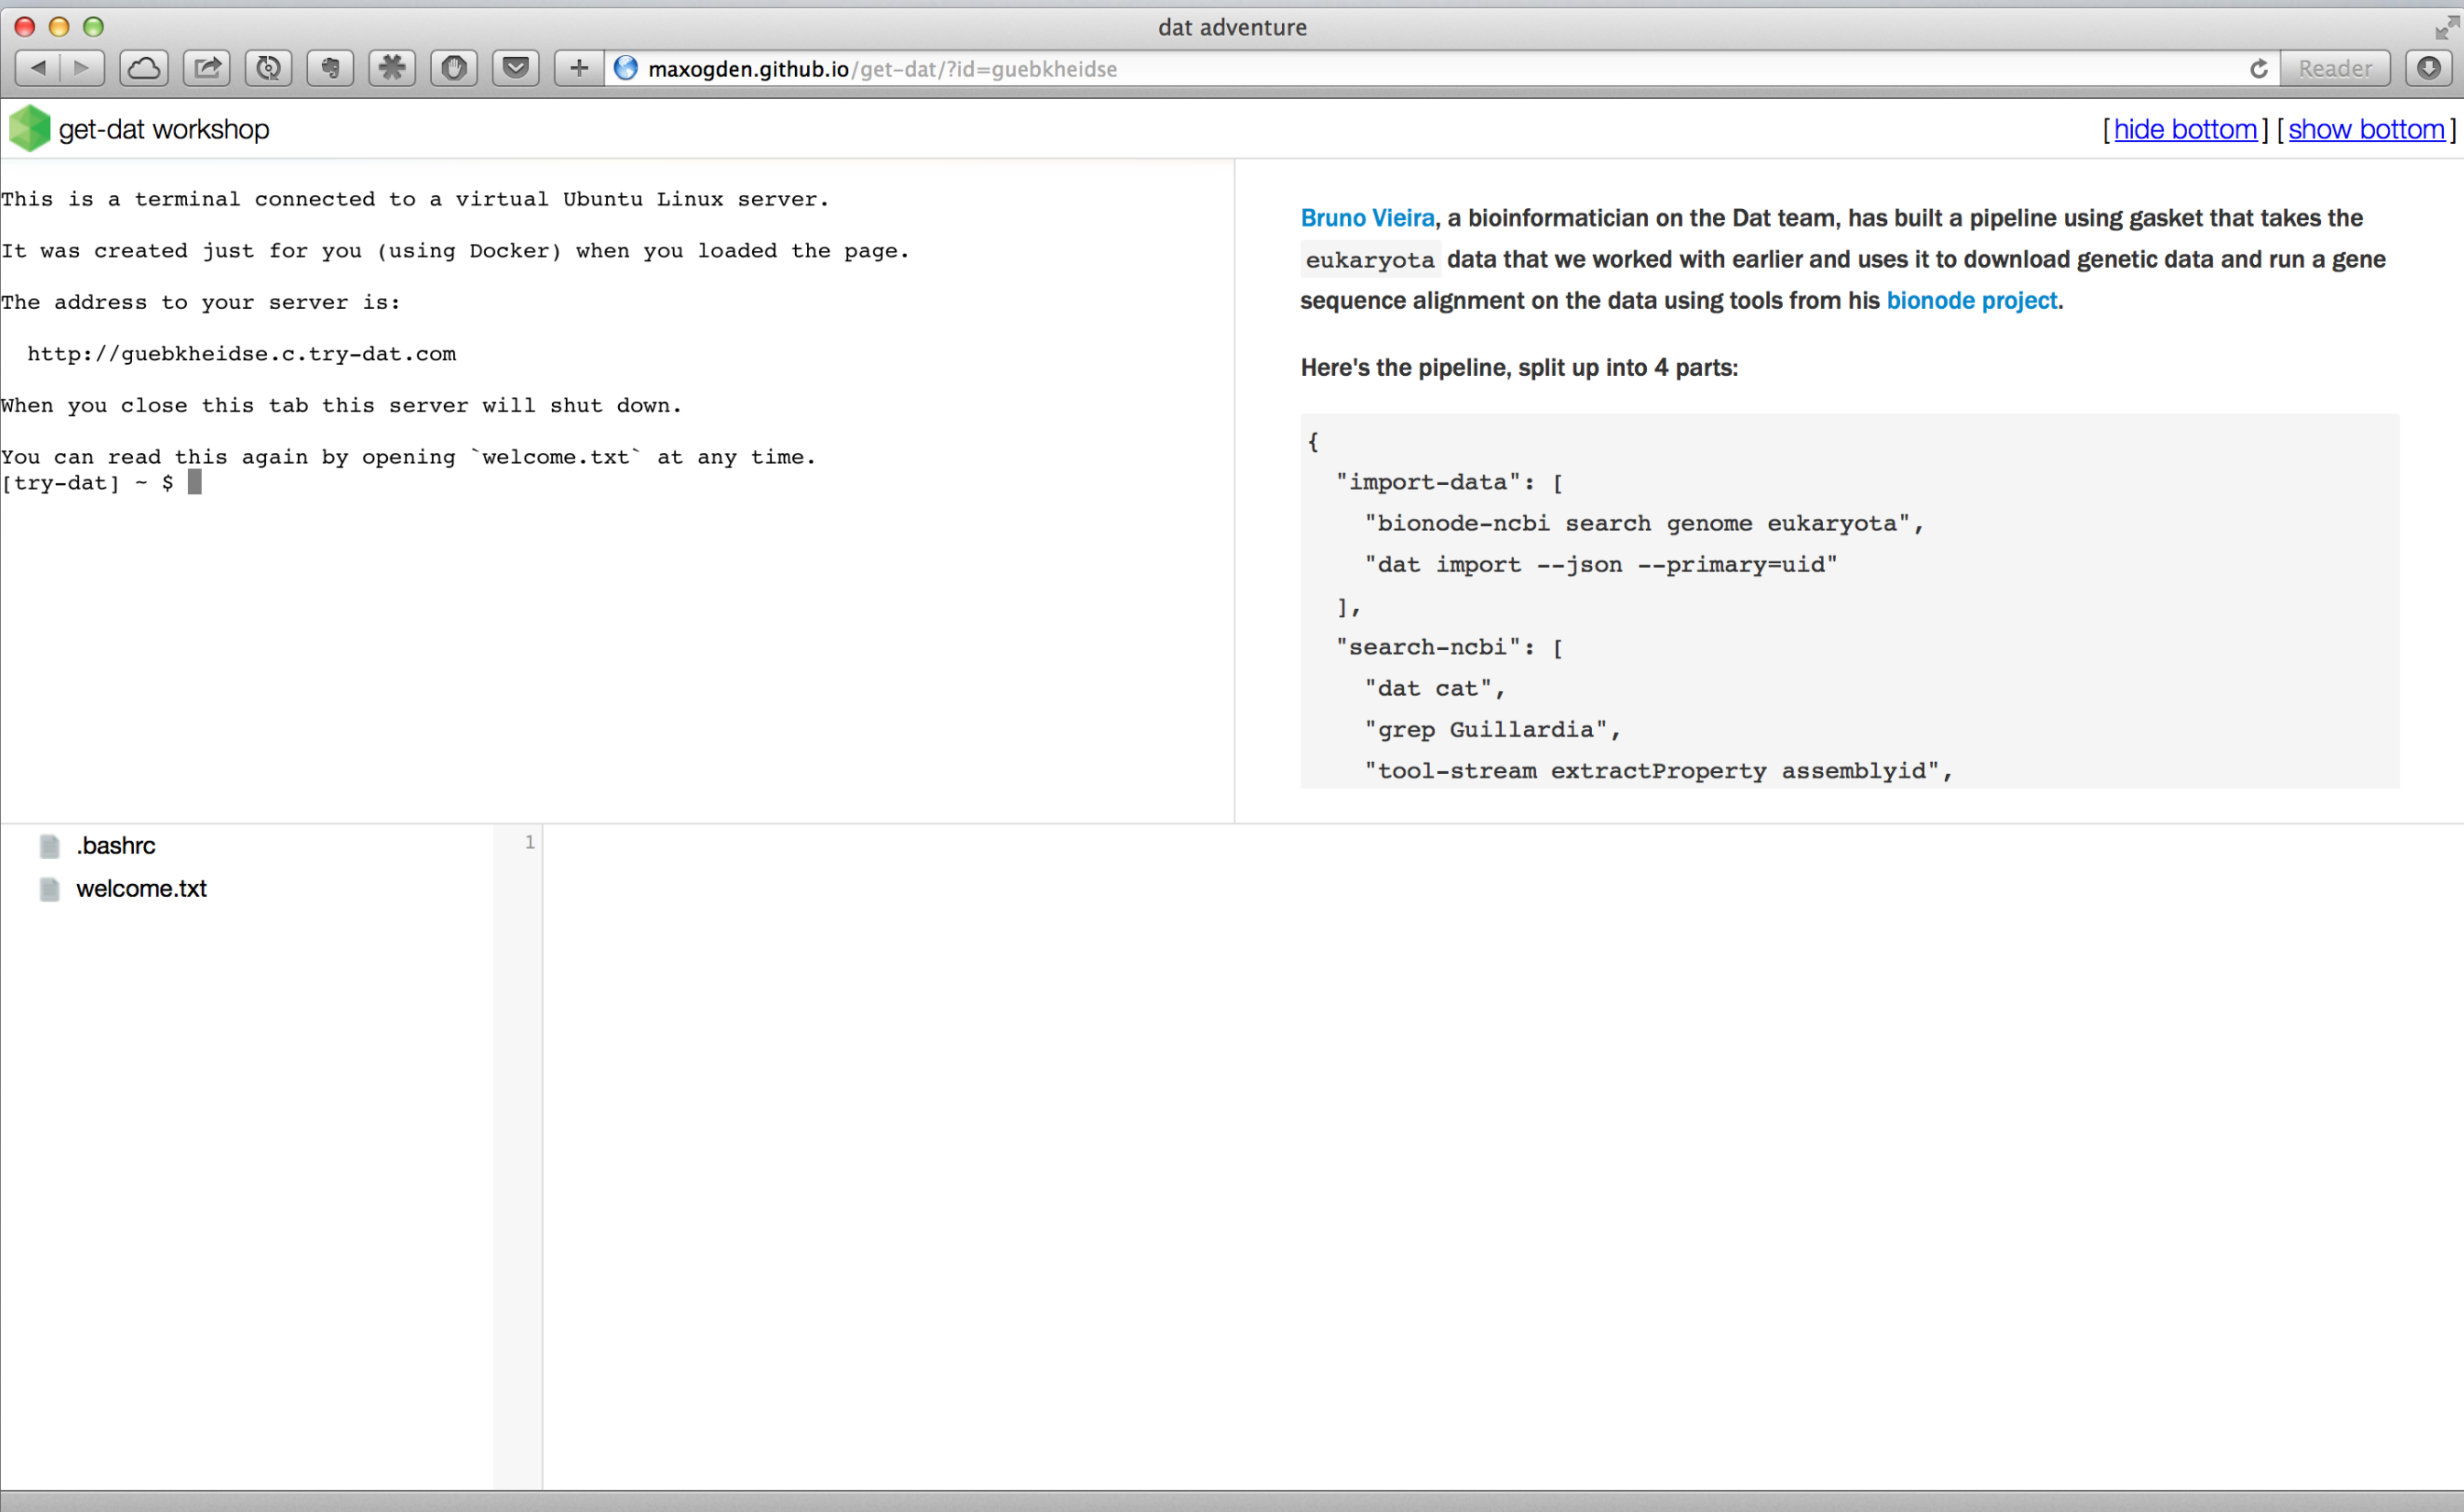 dat adventure
maxogden.github.io/get-dat/?id=guebkheidse
Reader
get-dat workshop
[hide bottom] [show bottom]
This is a terminal connected to a virtual Ubuntu Linux server.
It was created just for you (using Docker) when you loaded the page.
The address to your server is:
http://guebkheidse.c.try-dat.com
When you close this tab this server will shut down.
You can read this again by opening `welcome.txt` at any time.
[try-dat] ~ $
Bruno Vieira, a bioinformatician on the Dat team, has built a pipeline using gasket that takes the
eukaryota data that we worked with earlier and uses it to download genetic data and run a gene
sequence alignment on the data using tools from his bionode project.
Here's the pipeline, split up into 4 parts:
{
"import-data": [
"bionode-ncbi search genome eukaryota",
"dat import --json --primary=uid"
],
"search-ncbi": [
"dat cat",
"grep Guillardia",
"tool-stream extractProperty assemblyid",
.bashrc
welcome.txt
1